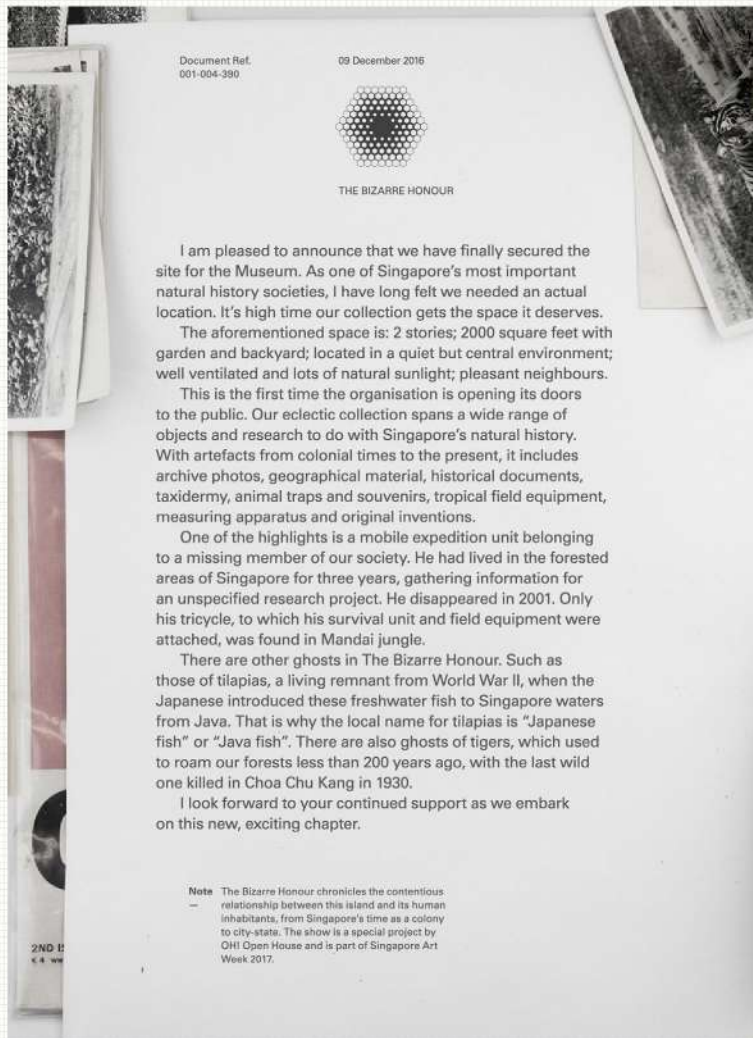 Document Ref.
001-004-390
09 December 2016
THE BIZARRE HONOUR
I am pleased to announce that we have finally secured the
site for the Museum. As one of Singapore's most important
natural history societies, I have long felt we needed an actual
location. It's high time our collection gets the space it deserves.
The aforementioned space is: 2 stories; 2000 square feet with
garden and backyard; located in a quiet but central environment;
well ventilated and lots of natural sunlight; pleasant neighbours.
This is the first time the organisation is opening its doors
to the public. Our eclectic collection spans a wide range of
objects and research to do with Singapore's natural history.
With artefacts from colonial times to the present, it includes
archive photos, geographical material, historical documents,
taxidermy, animal traps and souvenirs, tropical field equipment,
measuring apparatus and original inventions.
One of the highlights is a mobile expedition unit belonging
to a missing member of our society. He had lived in the forested
areas of Singapore for three years, gathering information for
an unspecified research project. He disappeared in 2001. Only
his tricycle, to which his survival unit and field equipment were
attached, was found in Mandai jungle.
There are other ghosts in The Bizarre Honour. Such as
those of tilapias, a living remnant from World War II, when the
Japanese introduced these freshwater fish to Singapore waters
from Java. That is why the local name for tilapias is "Japanese
fish" or "Java fish". There are also ghosts of tigers, which used
to roam our forests less than 200 years ago, with the last wild
one killed in Choa Chu Kang in 1930.
I look forward to your continued support as we embark
on this new, exciting chapter.
Note The Bizarre Honour chronicles the contentious
— relationship between this island and its human
inhabitants, from Singapore's time as a colony
to city-state. The show is a special project by
OH! Open House and is part of Singapore Art
Week 2017.
2ND